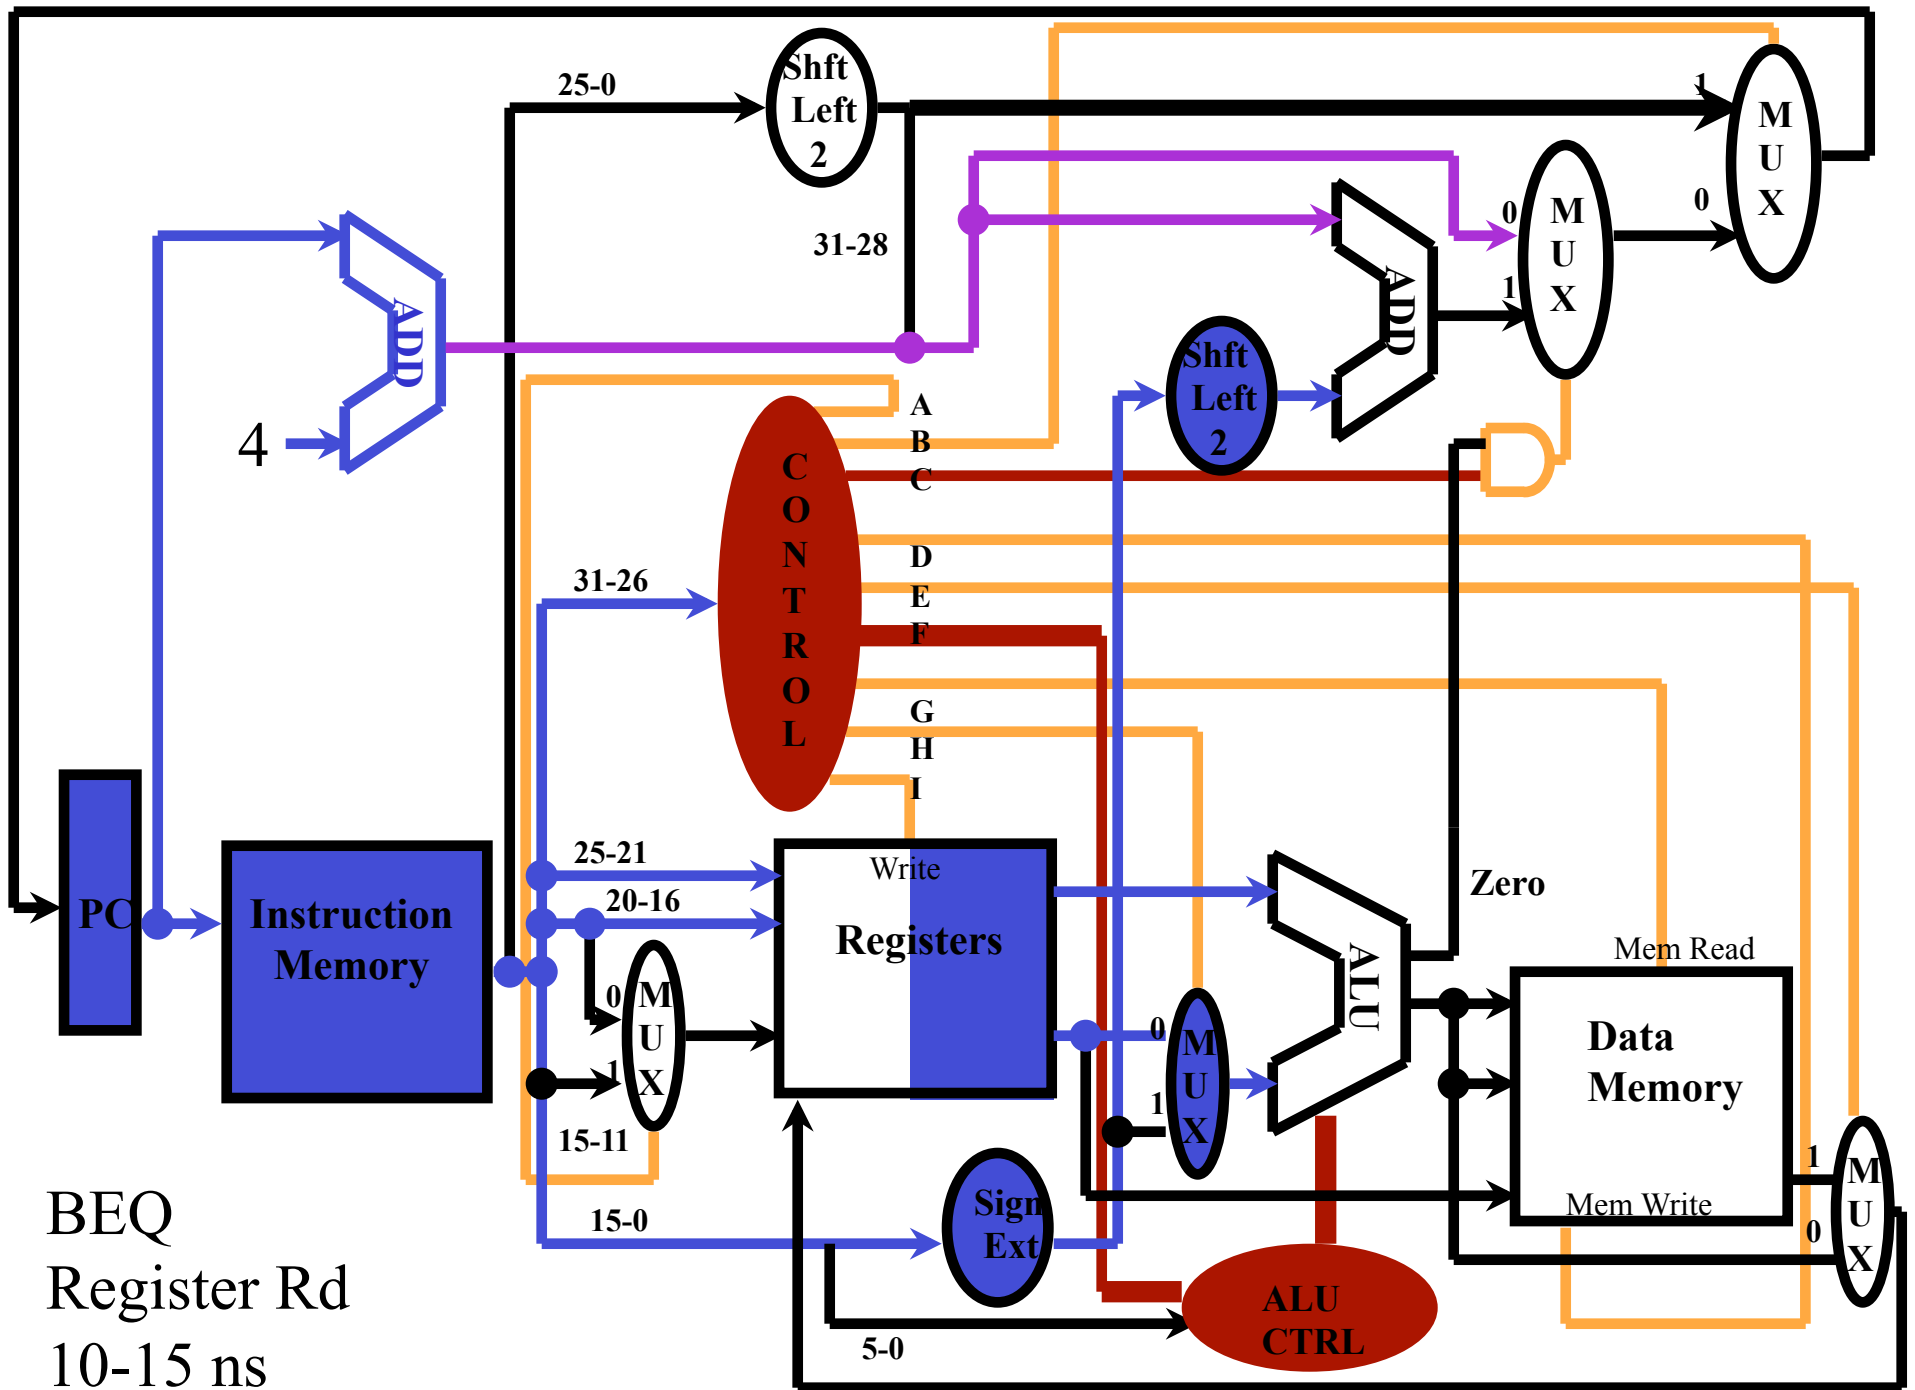 25-0
Shft
Left
2
1
M
U
X
0
31-28
0
M
U
X
1
ADD
ADD
4
Shft
Left
2
A
B
C
D
E
F
G
H
I
CONTROL
31-26
25-21
20-16
Write
Registers
PC
Instruction
Memory
0
M
U
X
1
15-11
15-0
Sign
Ext
5-0
0
M
U
X
1
ALU
Zero
Mem Read
Data
Memory
Mem Write
1
M
U
X
0
ALU
CTRL
BEQ
Register Rd
10-15 ns